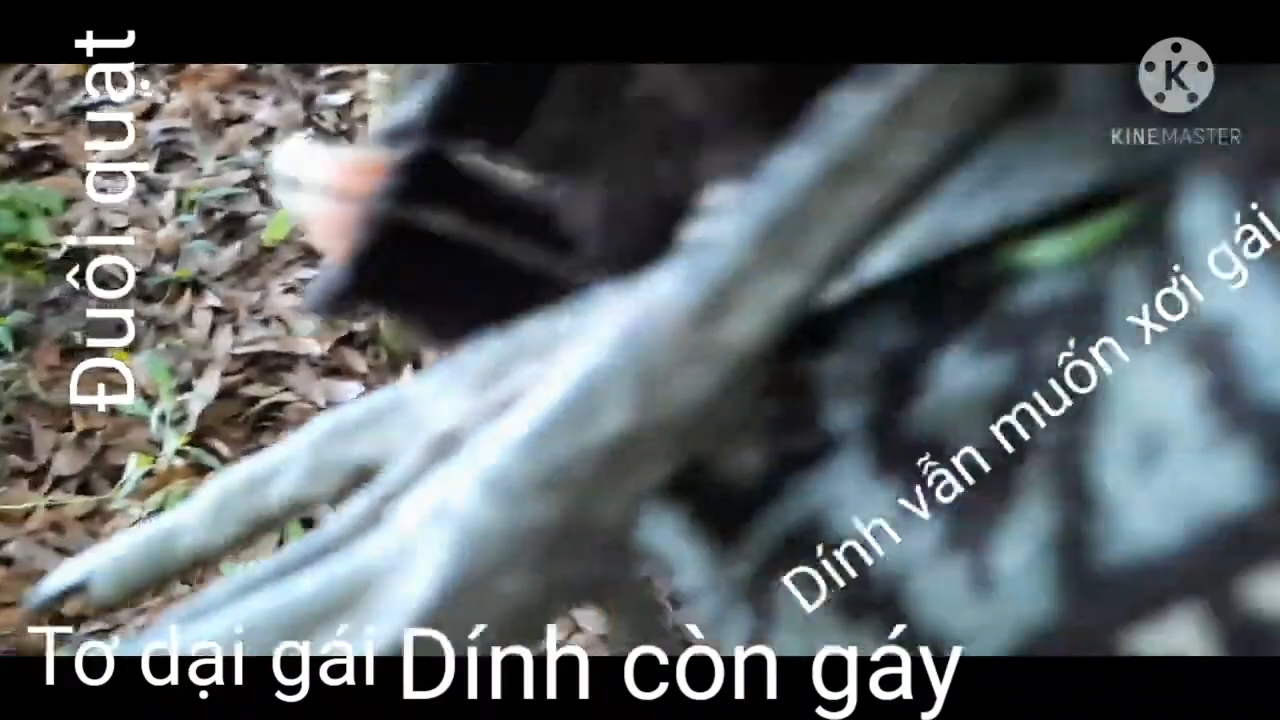 Đuôi quạt
KINEMASTER
Dính vẫn muốn xơi gái
Tơ dại gái
Dính còn gáy